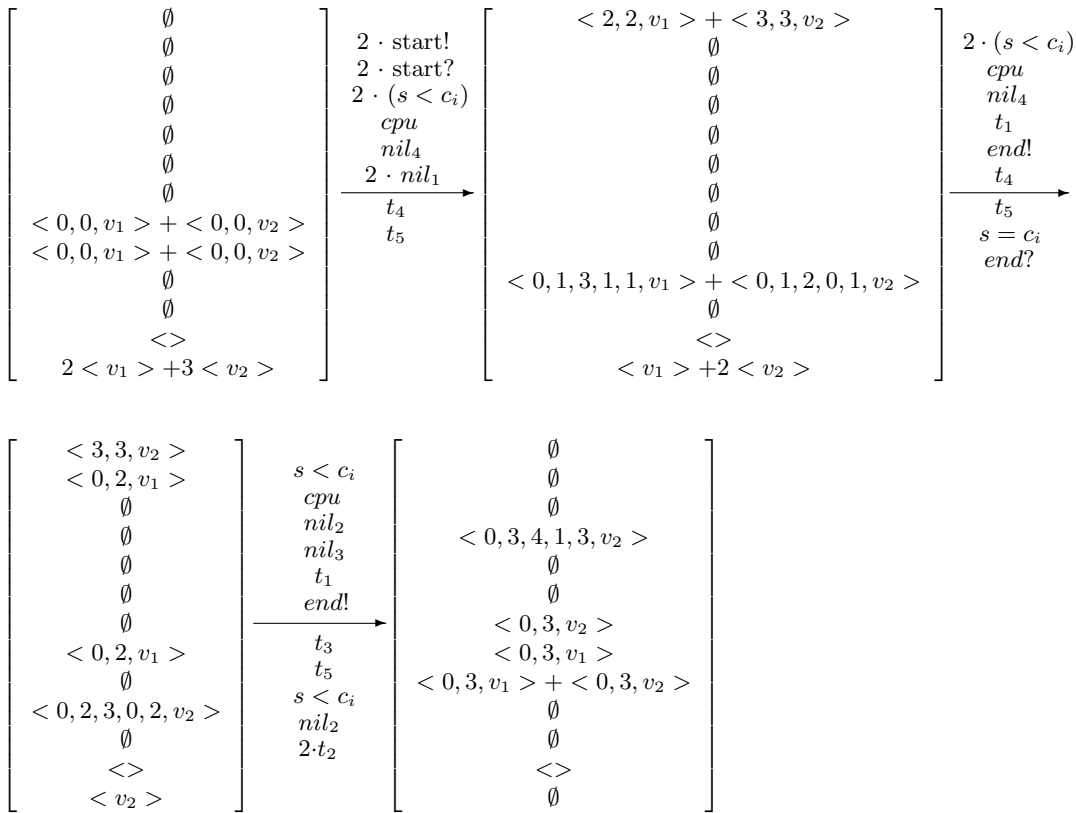 ∅
∅
∅
∅
∅
∅
∅
< 0, 0, v₁ > + < 0, 0, v₂ >
< 0, 0, v₁ > + < 0, 0, v₂ >
∅
∅
<>
2 < v₁ > +3 < v₂ >
2 · start!
2 · start?
2 · (s < cᵢ)
cpu
nil₄
2 · nil₁
t₄
t₅
< 2, 2, v₁ > + < 3, 3, v₂ >
∅
∅
∅
∅
∅
∅
∅
∅
< 0, 1, 3, 1, 1, v₁ > + < 0, 1, 2, 0, 1, v₂ >
∅
<>
< v₁ > +2 < v₂ >
2 · (s < cᵢ)
cpu
nil₄
t₁
end!
t₄
t₅
s = cᵢ
end?
< 3, 3, v₂ >
< 0, 2, v₁ >
∅
∅
∅
∅
∅
< 0, 2, v₁ >
∅
< 0, 2, 3, 0, 2, v₂ >
∅
<>
< v₂ >
s < cᵢ
cpu
nil₂
nil₃
t₁
end!
t₃
t₅
s < cᵢ
nil₂
2·t₂
∅
∅
∅
< 0, 3, 4, 1, 3, v₂ >
∅
∅
< 0, 3, v₂ >
< 0, 3, v₁ >
< 0, 3, v₁ > + < 0, 3, v₂ >
∅
∅
<>
∅